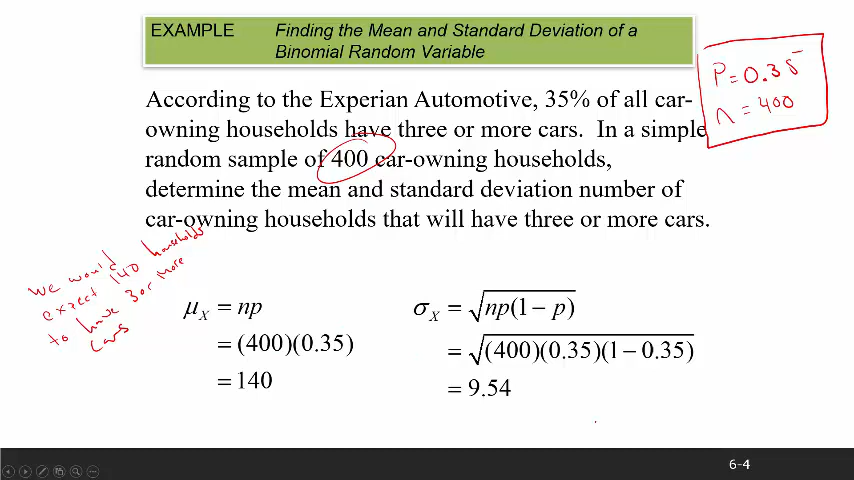 EXAMPLE Finding the Mean and Standard Deviation of a
Binomial Random Variable
P = 0.35
n = 400
According to the Experian Automotive, 35% of all car-
owning households have three or more cars. In a simple
random sample of 400 car-owning households,
determine the mean and standard deviation number of
car-owning households that will have three or more cars.
We would
expect 140 households
to have 3 or more
cars
μX = np
= (400)(0.35)
= 140
σX = √np(1 − p)
= √(400)(0.35)(1 − 0.35)
= 9.54
6-4